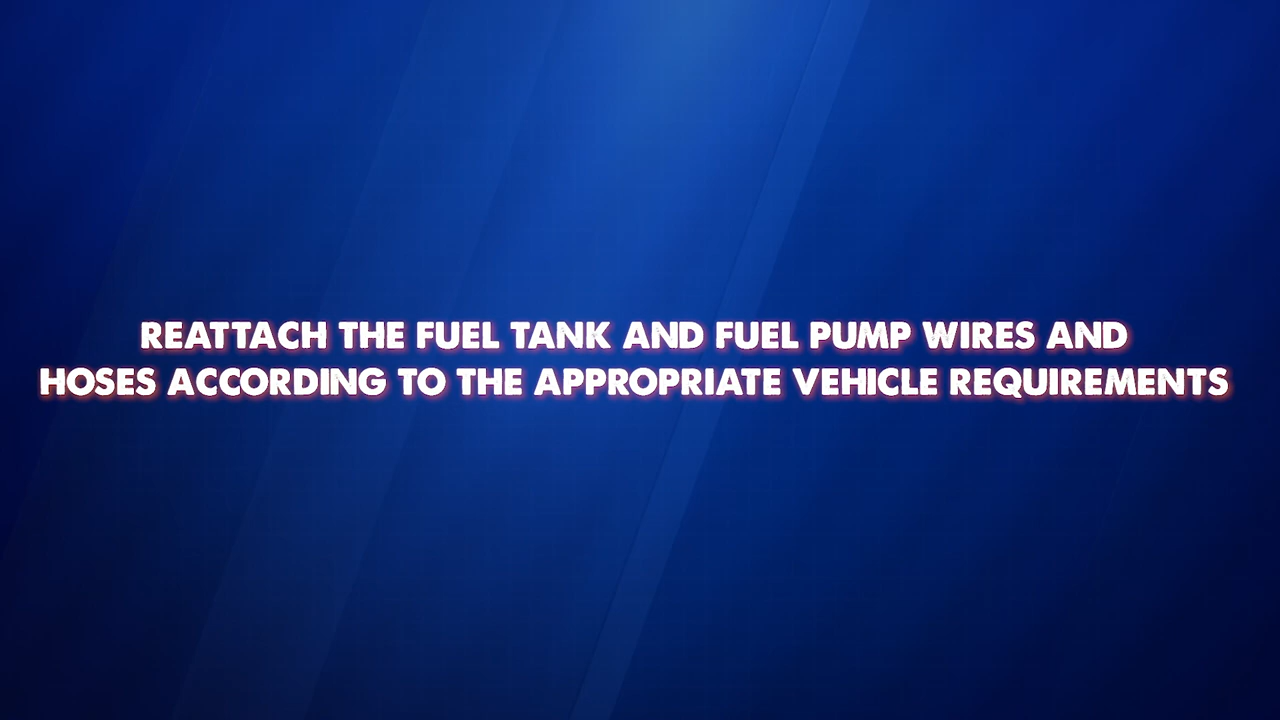 REATTACH THE FUEL TANK AND FUEL PUMP WIRES AND
HOSES ACCORDING TO THE APPROPRIATE VEHICLE REQUIREMENTS